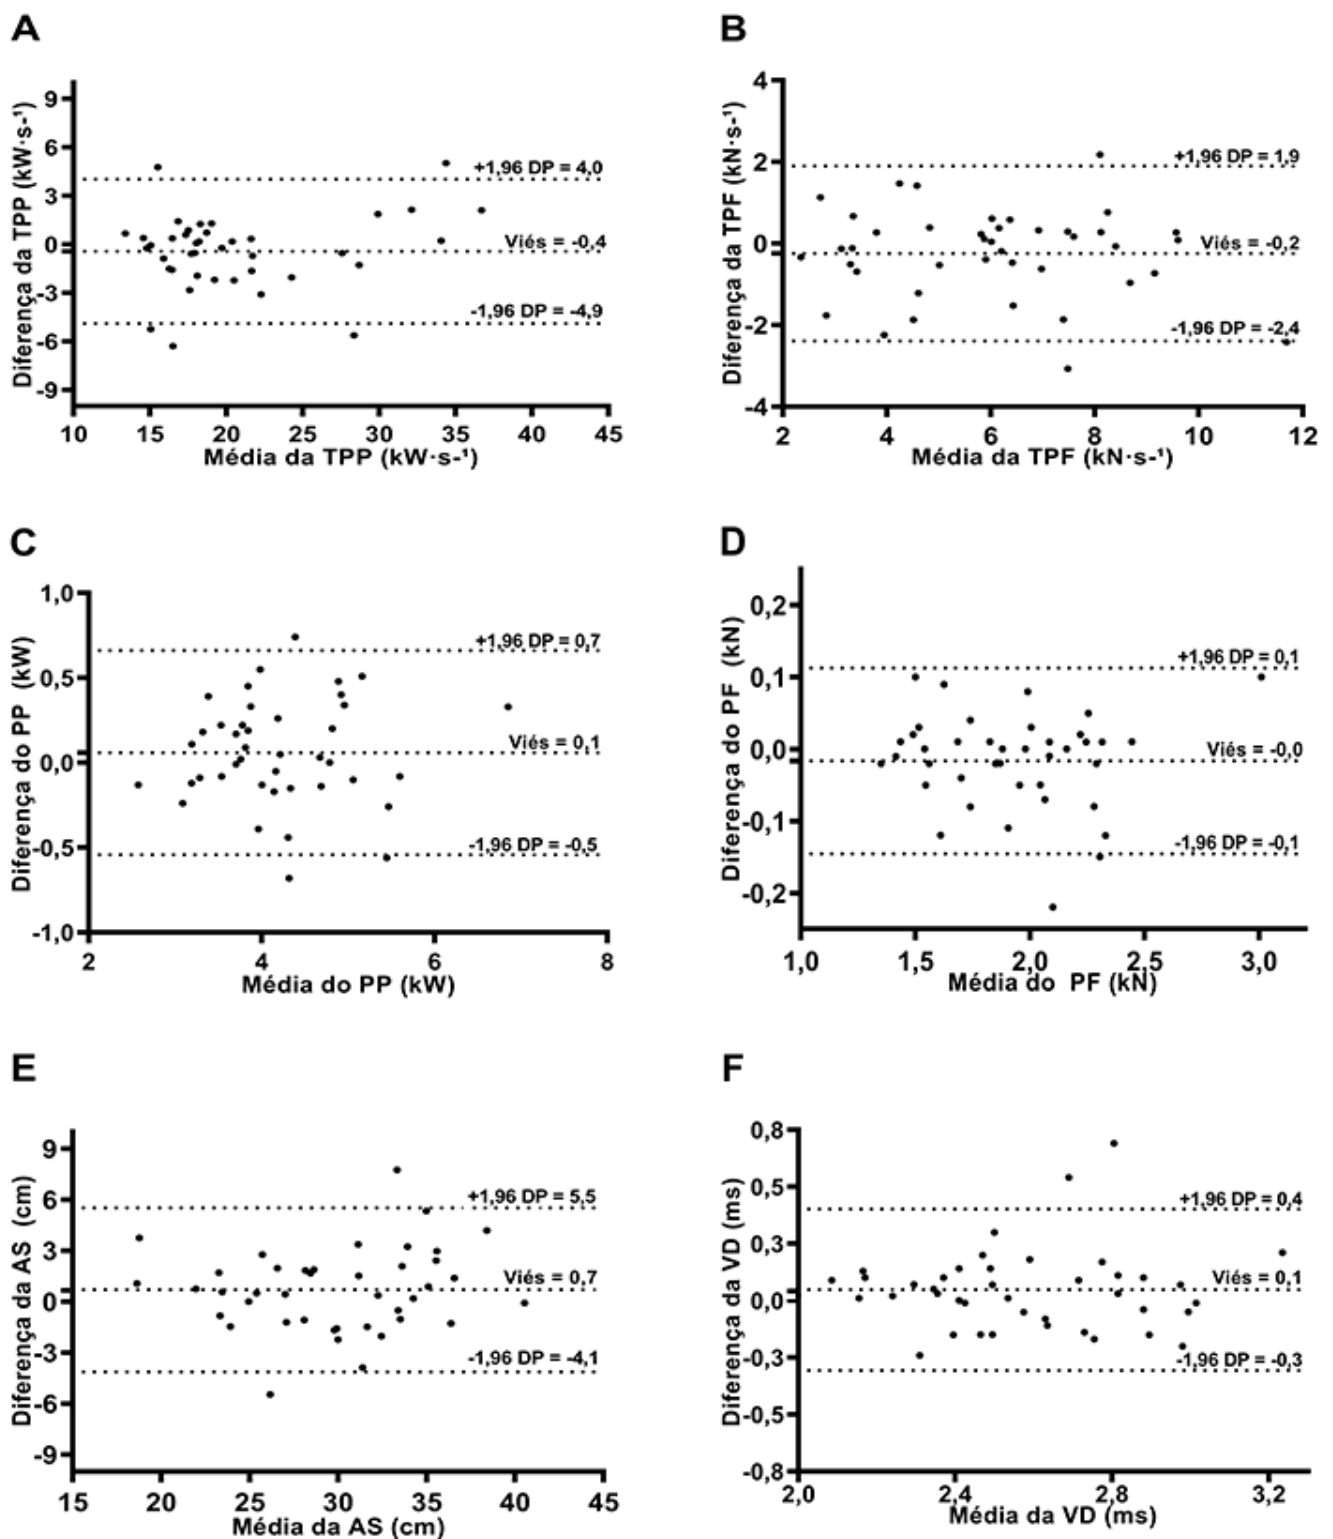 A
Diferença da TPP (kW·s-¹)
9
6
3
0
-3
-6
-9
+1,96 DP = 4,0
Viés = -0,4
-1,96 DP = -4,9
10 15 20 25 30 35 40 45
Média da TPP (kW·s-¹)
B
Diferença da TPF (kN·s-¹)
4
2
0
-2
-4
+1,96 DP = 1,9
Viés = -0,2
-1,96 DP = -2,4
2 4 6 8 10 12
Média da TPF (kN·s-¹)
C
Diferença do PP (kW)
1,0
0,5
0,0
-0,5
-1,0
+1,96 DP = 0,7
Viés = 0,1
-1,96 DP = -0,5
2 4 6 8
Média do PP (kW)
D
Diferença do PF (kN)
0,2
0,1
0,0
-0,1
-0,2
+1,96 DP = 0,1
Viés = -0,0
-1,96 DP = -0,1
1,0 1,5 2,0 2,5 3,0
Média do PF (kN)
E
Diferença da AS (cm)
9
6
3
0
-3
-6
-9
+1,96 DP = 5,5
Viés = 0,7
-1,96 DP = -4,1
15 20 25 30 35 40 45
Média da AS (cm)
F
Diferença da VD (ms)
0,8
0,5
0,3
0,0
-0,3
-0,5
-0,8
+1,96 DP = 0,4
Viés = 0,1
-1,96 DP = -0,3
2,0 2,4 2,8 3,2
Média da VD (ms)